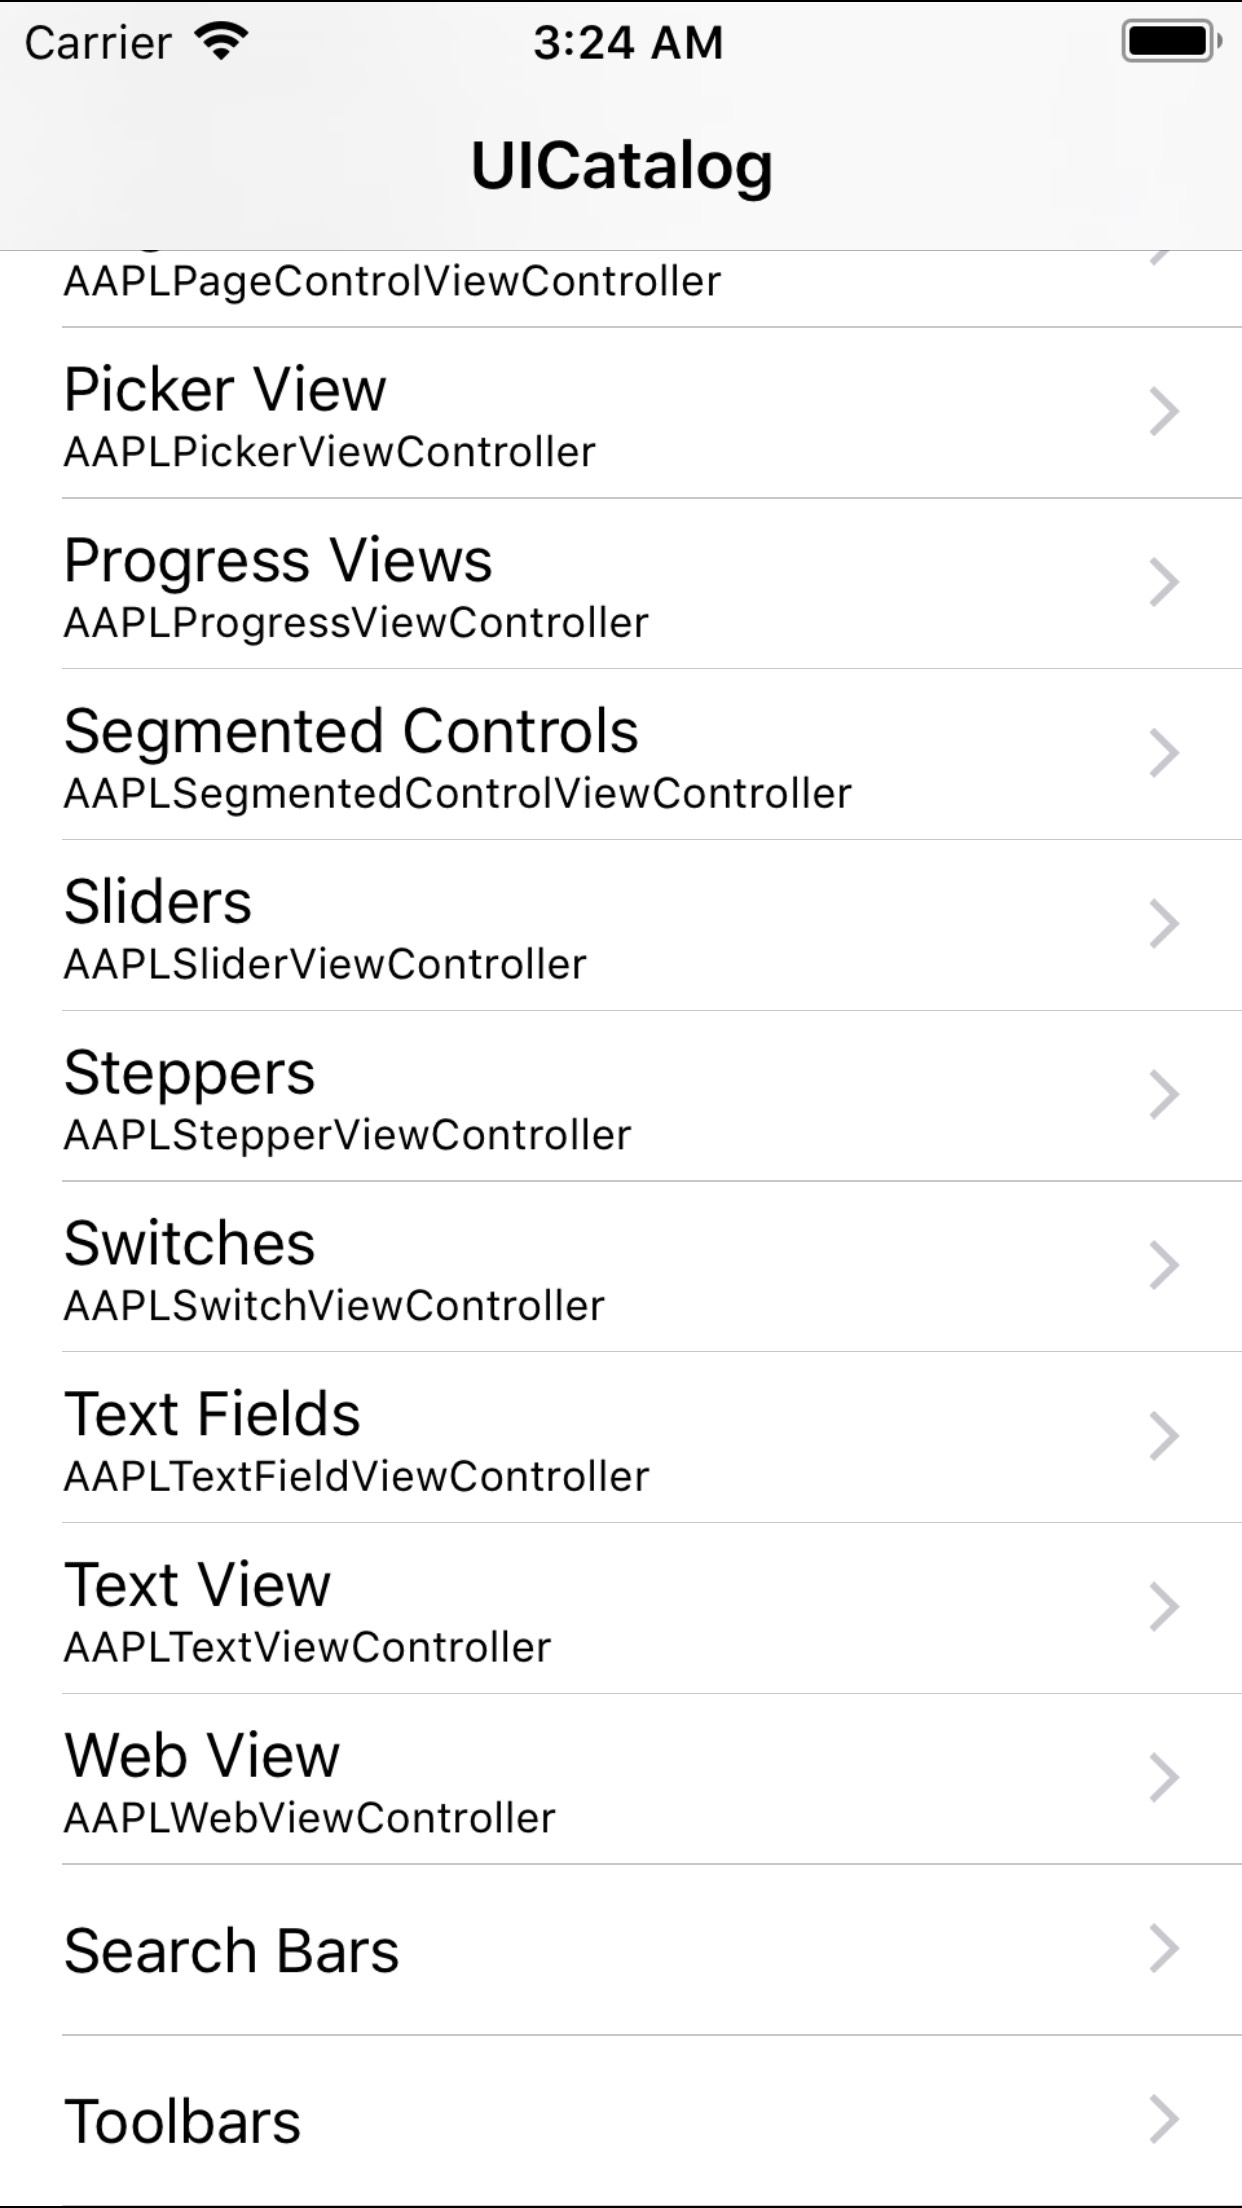 Carrier 3:24 AM
UICatalog
AAPLPageControlViewController
Picker View
AAPLPickerViewController
Progress Views
AAPLProgressViewController
Segmented Controls
AAPLSegmentedControlViewController
Sliders
AAPLSliderViewController
Steppers
AAPLStepperViewController
Switches
AAPLSwitchViewController
Text Fields
AAPLTextFieldViewController
Text View
AAPLTextViewController
Web View
AAPLWebViewController
Search Bars
Toolbars